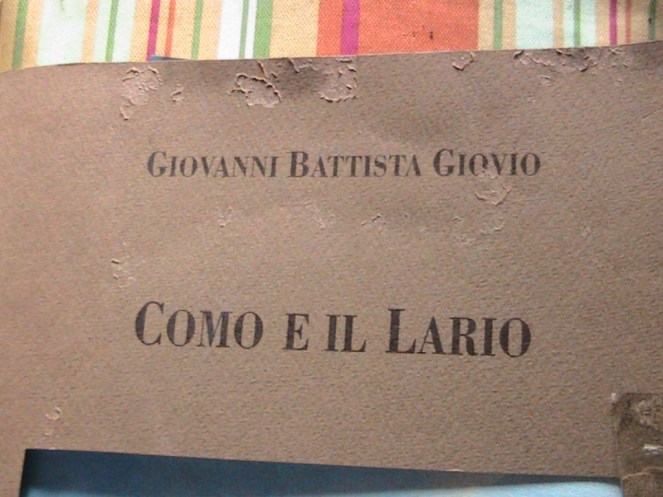 GIOVANNI BATTISTA GIOVIO
COMO E IL LARIO